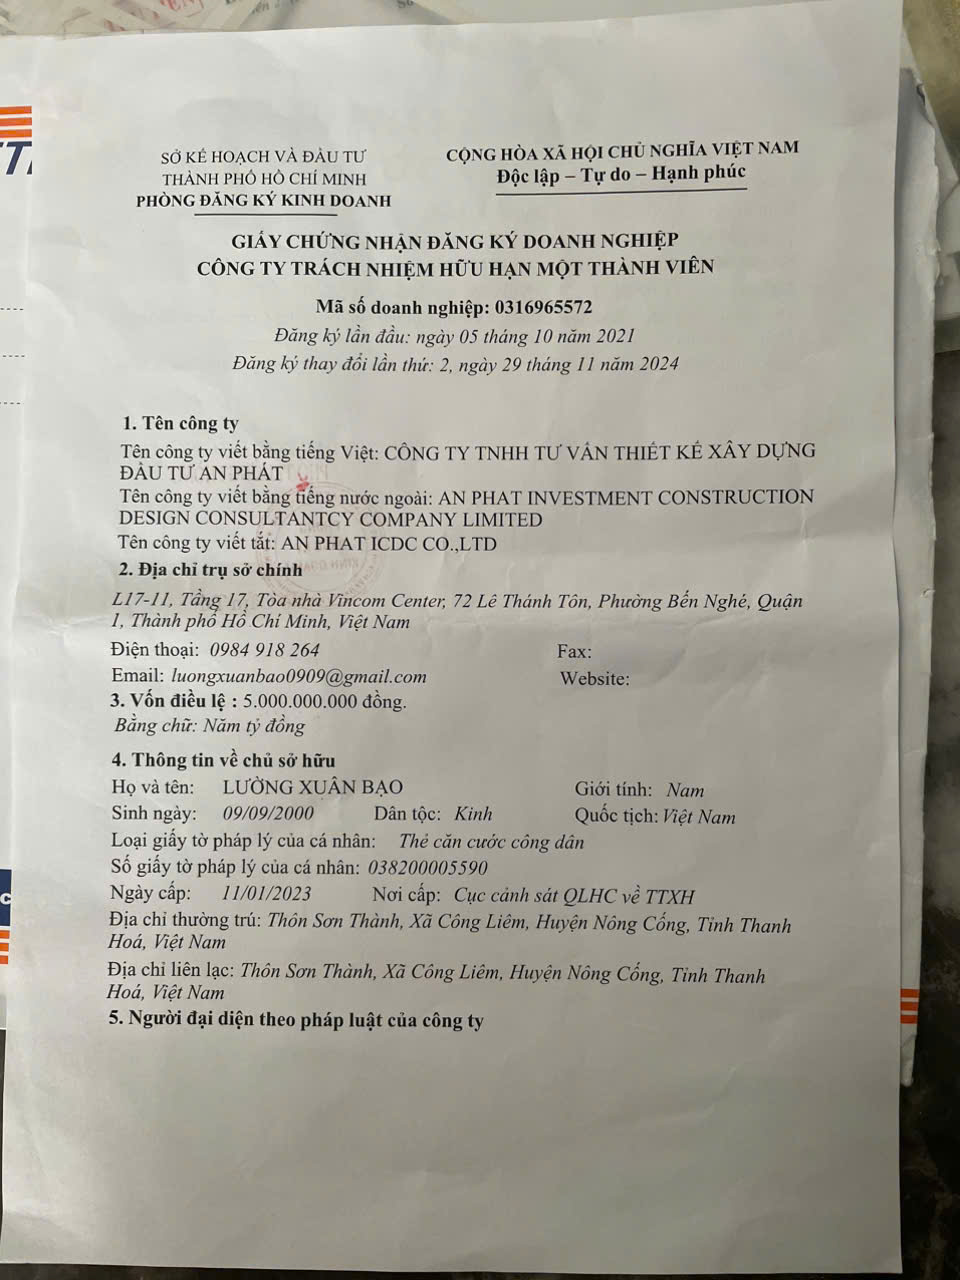 SỞ KẾ HOẠCH VÀ ĐẦU TƯ
THÀNH PHỐ HỒ CHÍ MINH
PHÒNG ĐĂNG KÝ KINH DOANH
CỘNG HÒA XÃ HỘI CHỦ NGHĨA VIỆT NAM
Độc lập – Tự do – Hạnh phúc
GIẤY CHỨNG NHẬN ĐĂNG KÝ DOANH NGHIỆP
CÔNG TY TRÁCH NHIỆM HỮU HẠN MỘT THÀNH VIÊN
Mã số doanh nghiệp: 0316965572
Đăng ký lần đầu: ngày 05 tháng 10 năm 2021
Đăng ký thay đổi lần thứ: 2, ngày 29 tháng 11 năm 2024
1. Tên công ty
Tên công ty viết bằng tiếng Việt: CÔNG TY TNHH TƯ VẤN THIẾT KẾ XÂY DỰNG
ĐẦU TƯ AN PHÁT
Tên công ty viết bằng tiếng nước ngoài: AN PHAT INVESTMENT CONSTRUCTION
DESIGN CONSULTANTCY COMPANY LIMITED
Tên công ty viết tắt: AN PHAT ICDC CO.,LTD
2. Địa chỉ trụ sở chính
L17-11, Tầng 17, Tòa nhà Vincom Center, 72 Lê Thánh Tôn, Phường Bến Nghé, Quận
1, Thành phố Hồ Chí Minh, Việt Nam
Điện thoại: 0984 918 264 Fax:
Email: luongxuanbao0909@gmail.com Website:
3. Vốn điều lệ : 5.000.000.000 đồng.
Bằng chữ: Năm tỷ đồng
4. Thông tin về chủ sở hữu
Họ và tên: LƯỜNG XUÂN BẠO Giới tính: Nam
Sinh ngày: 09/09/2000 Dân tộc: Kinh Quốc tịch: Việt Nam
Loại giấy tờ pháp lý của cá nhân: Thẻ căn cước công dân
Số giấy tờ pháp lý của cá nhân: 038200005590
Ngày cấp: 11/01/2023 Nơi cấp: Cục cảnh sát QLHC về TTXH
Địa chỉ thường trú: Thôn Sơn Thành, Xã Công Liêm, Huyện Nông Cống, Tỉnh Thanh
Hoá, Việt Nam
Địa chỉ liên lạc: Thôn Sơn Thành, Xã Công Liêm, Huyện Nông Cống, Tỉnh Thanh
Hoá, Việt Nam
5. Người đại diện theo pháp luật của công ty